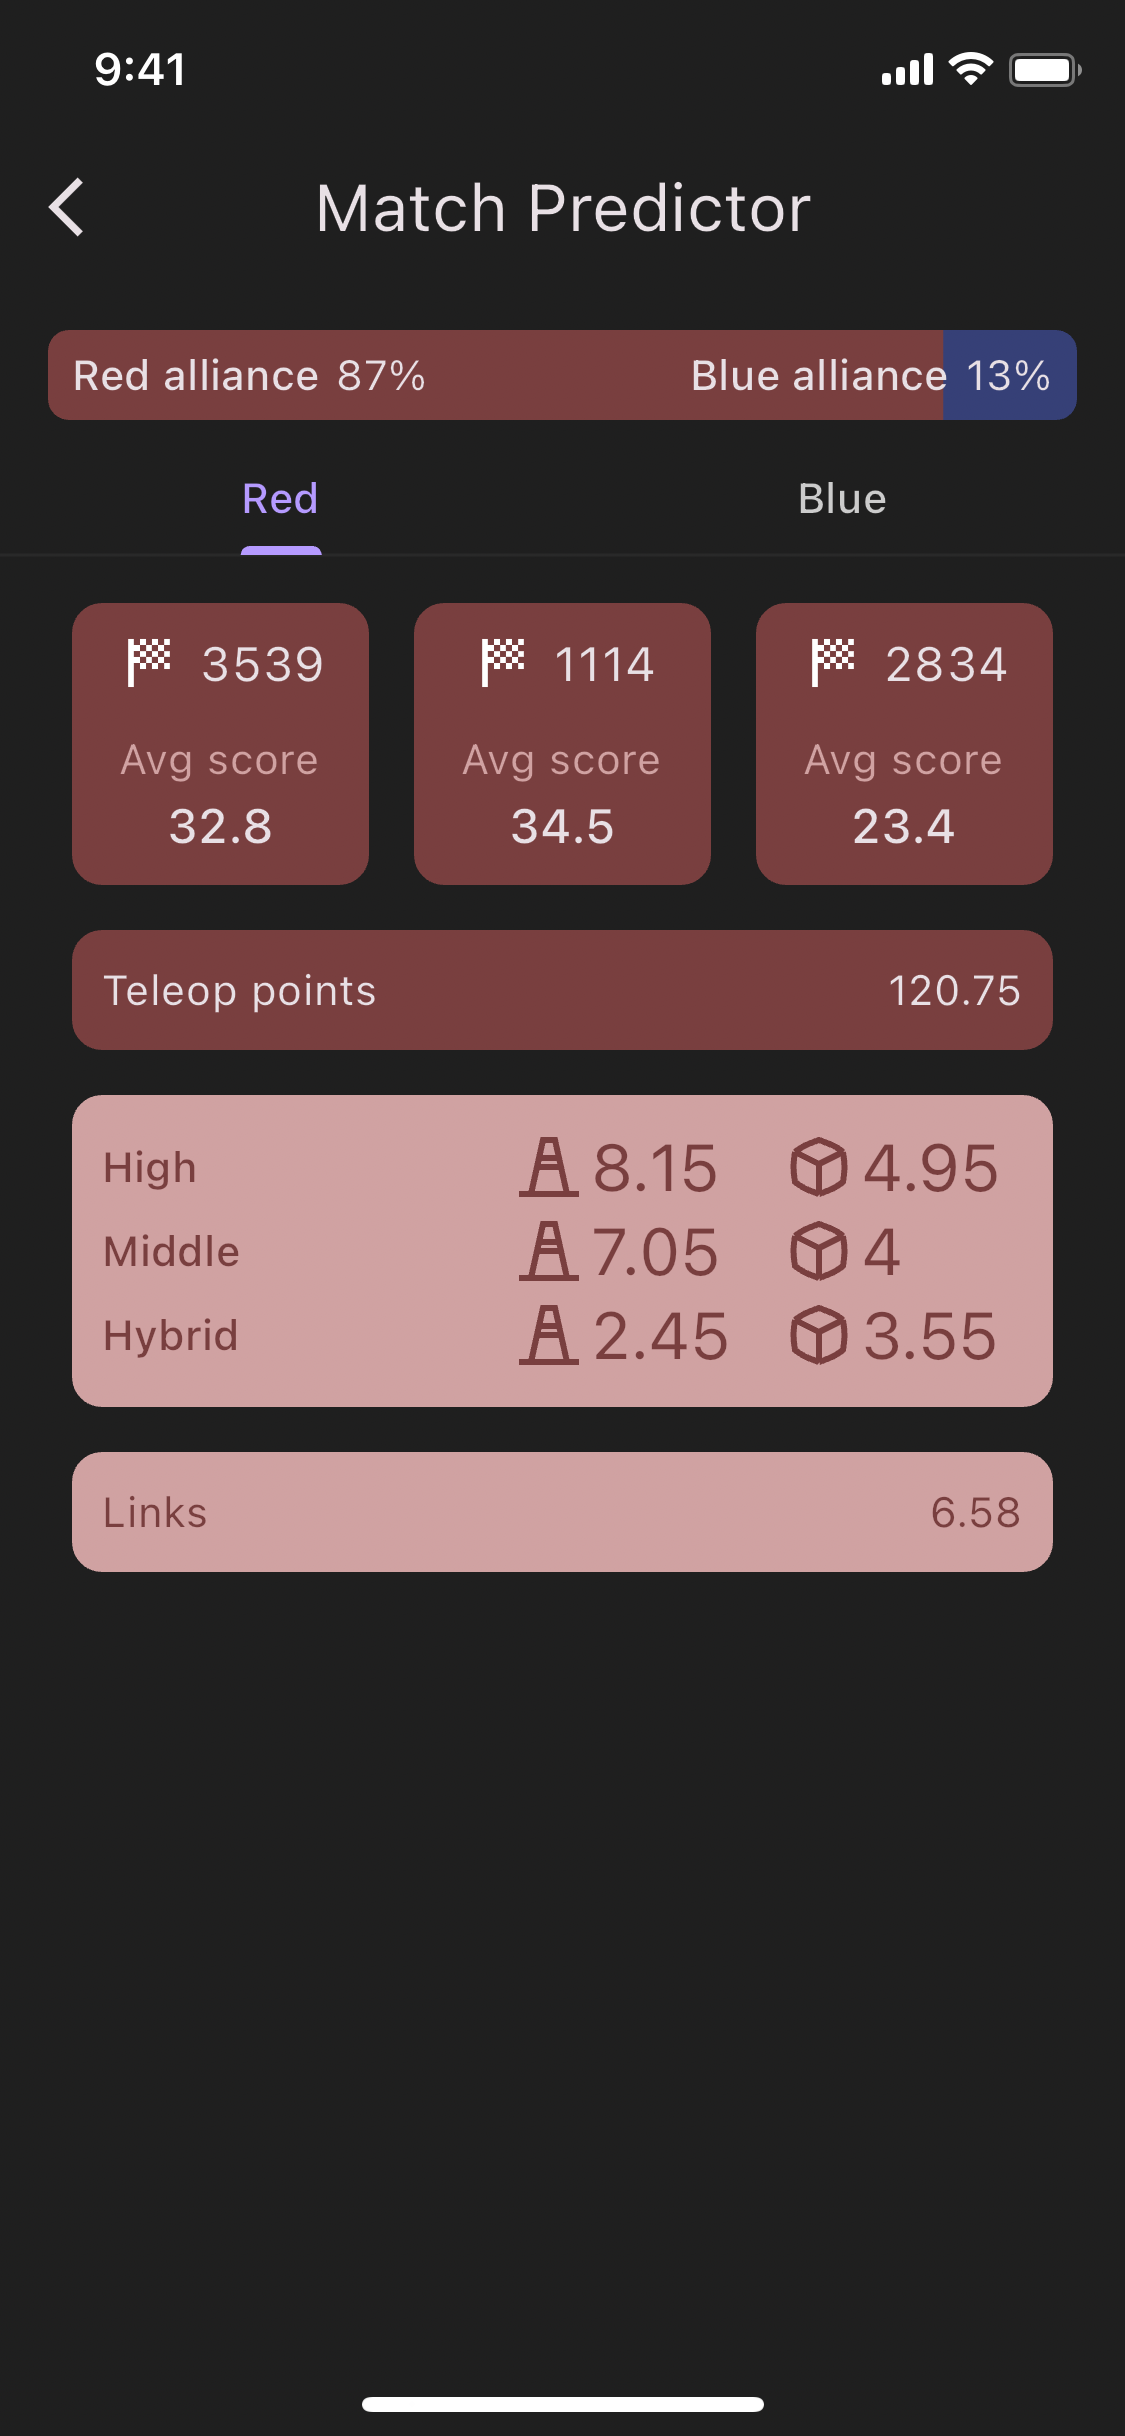 9:41
Match Predictor
Red alliance 87% Blue alliance 13%
Red Blue
3539 1114 2834
Avg score Avg score Avg score
32.8 34.5 23.4
Teleop points 120.75
High 8.15 4.95
Middle 7.05 4
Hybrid 2.45 3.55
Links 6.58